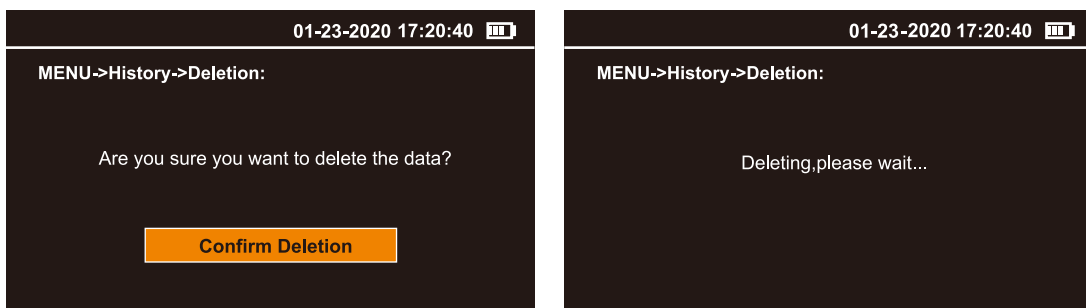 01-23-2020 17:20:40
MENU->History->Deletion:
Are you sure you want to delete the data?
Confirm Deletion
01-23-2020 17:20:40
MENU->History->Deletion:
Deleting,please wait...